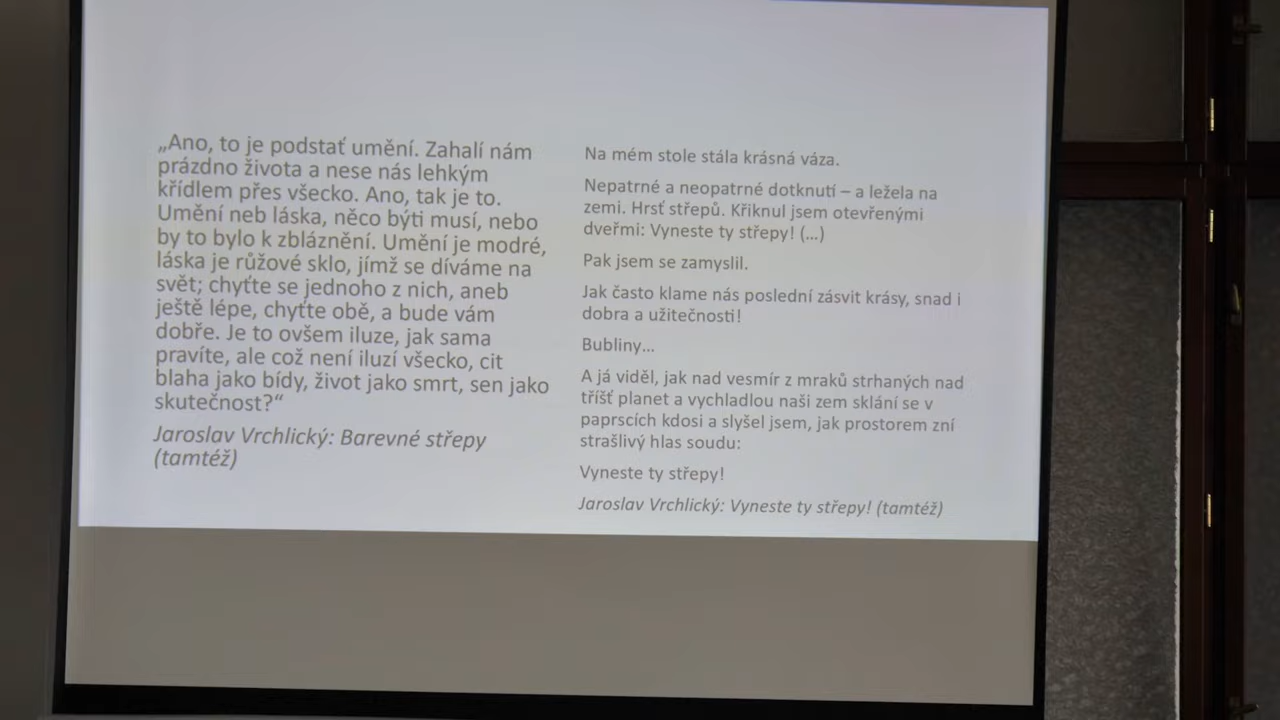 „Ano, to je podstať umění. Zahalí nám
prázdno života a nese nás lehkým
křídlem přes všecko. Ano, tak je to.
Umění neb láska, něco býti musí, nebo
by to bylo k zbláznění. Umění je modré,
láska je růžové sklo, jímž se díváme na
svět; chyťte se jednoho z nich, aneb
ještě lépe, chyťte obě, a bude vám
dobře. Je to ovšem iluze, jak sama
pravíte, ale což není iluzí všecko, cit
blaha jako bídy, život jako smrt, sen jako
skutečnost?“
Jaroslav Vrchlický: Barevné střepy
(tamtéž)
Na mém stole stála krásná váza.
Nepatrné a neopatrné dotknutí – a ležela na
zemi. Hrsť střepů. Křiknul jsem otevřenými
dveřmi: Vyneste ty střepy! (…)
Pak jsem se zamyslil.
Jak často klame nás poslední zásvit krásy, snad i
dobra a užitečnosti!
Bubliny…
A já viděl, jak nad vesmír z mraků strhaných nad
tříšť planet a vychladlou naši zem sklání se v
paprscích kdosi a slyšel jsem, jak prostorem zní
strašlivý hlas soudu:
Vyneste ty střepy!
Jaroslav Vrchlický: Vyneste ty střepy! (tamtéž)